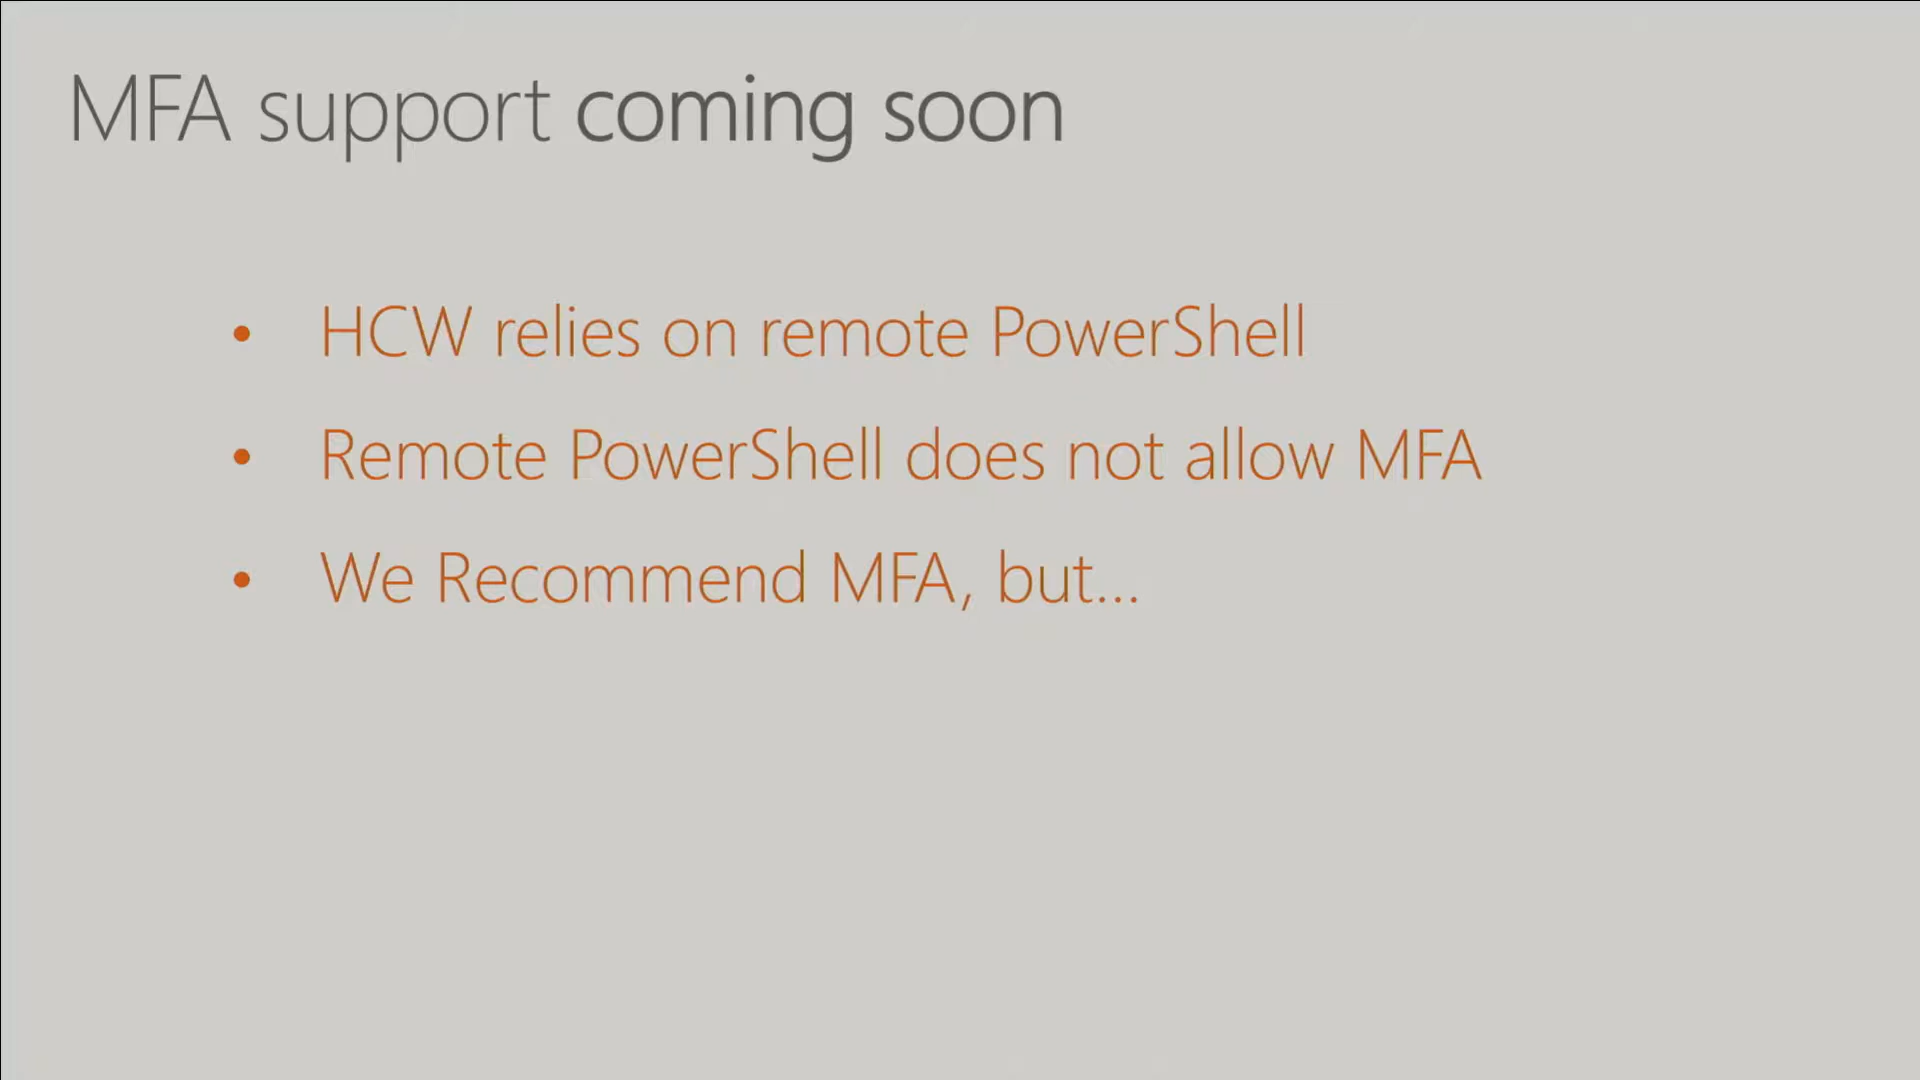 MFA support coming soon
• HCW relies on remote PowerShell
• Remote PowerShell does not allow MFA
• We Recommend MFA, but...